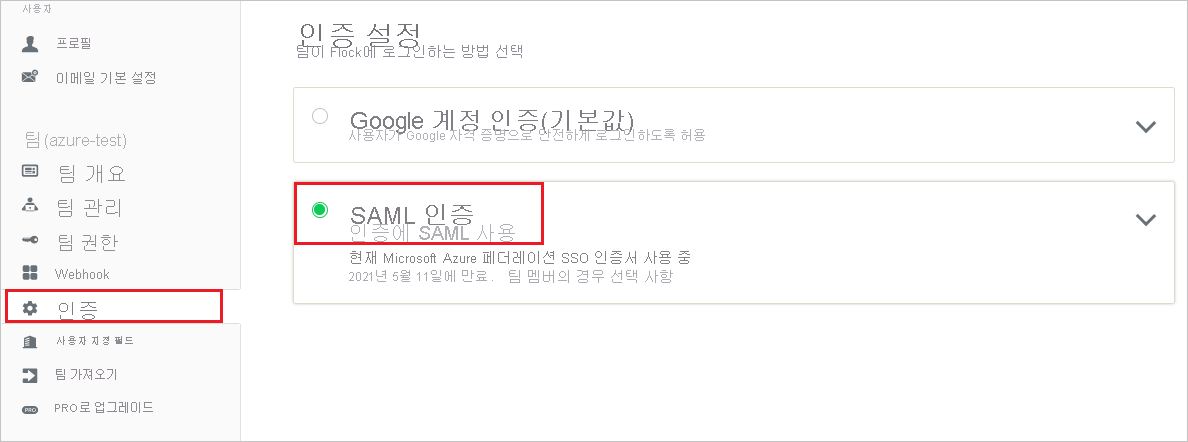 사용자
프로필
이메일 기본 설정
팀(azure-test)
팀 개요
팀 관리
팀 권한
Webhook
인증
사용자 지정 필드
팀 가져오기
PRO
PRO로 업그레이드
인증 설정
팀이 Flock에 로그인하는 방법 선택
Google 계정 인증(기본값)
사용자가 Google 자격 증명으로 안전하게 로그인하도록 허용
SAML 인증
인증에 SAML 사용
현재 Microsoft Azure 페더레이션 SSO 인증서 사용 중
2021년 5월 11일에 만료. 팀 멤버의 경우 선택 사항